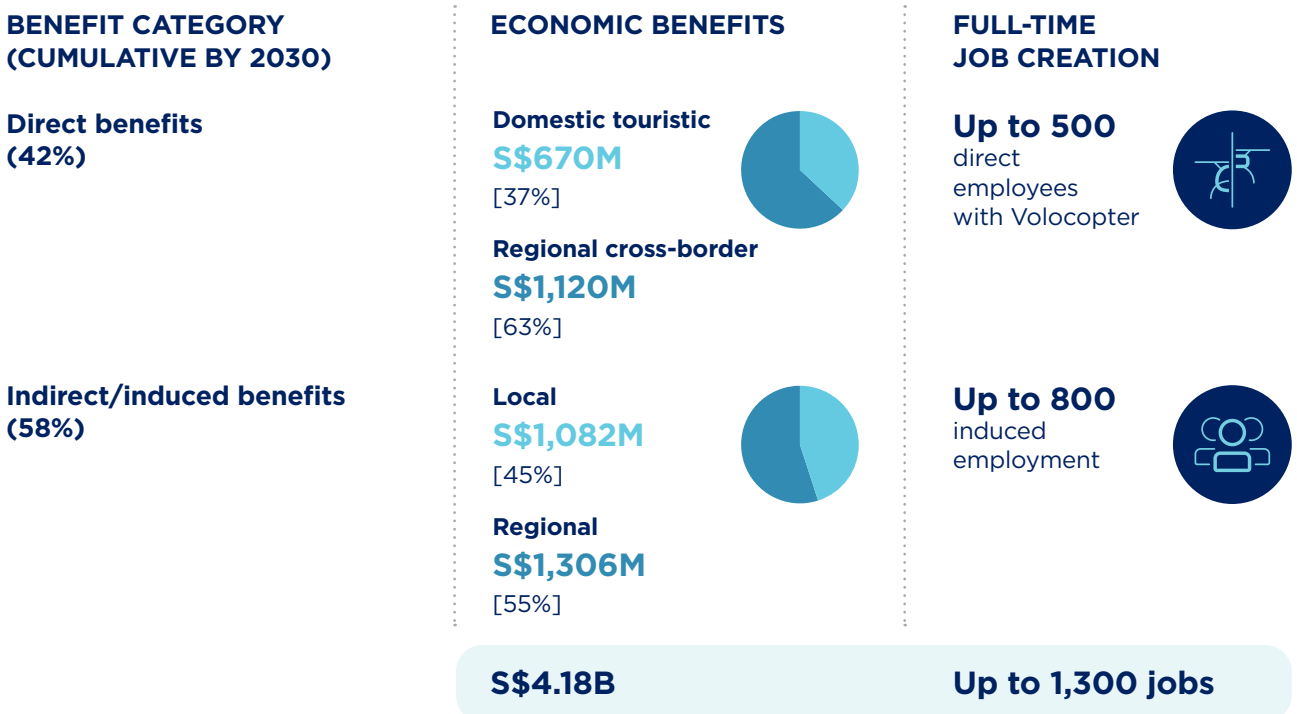 BENEFIT CATEGORY
(CUMULATIVE BY 2030)
ECONOMIC BENEFITS
FULL-TIME
JOB CREATION
Direct benefits
(42%)
Domestic touristic
S$670M
[37%]
Regional cross-border
S$1,120M
[63%]
Up to 500
direct
employees
with Volocopter
Indirect/induced benefits
(58%)
Local
S$1,082M
[45%]
Regional
S$1,306M
[55%]
Up to 800
induced
employment
S$4.18B
Up to 1,300 jobs